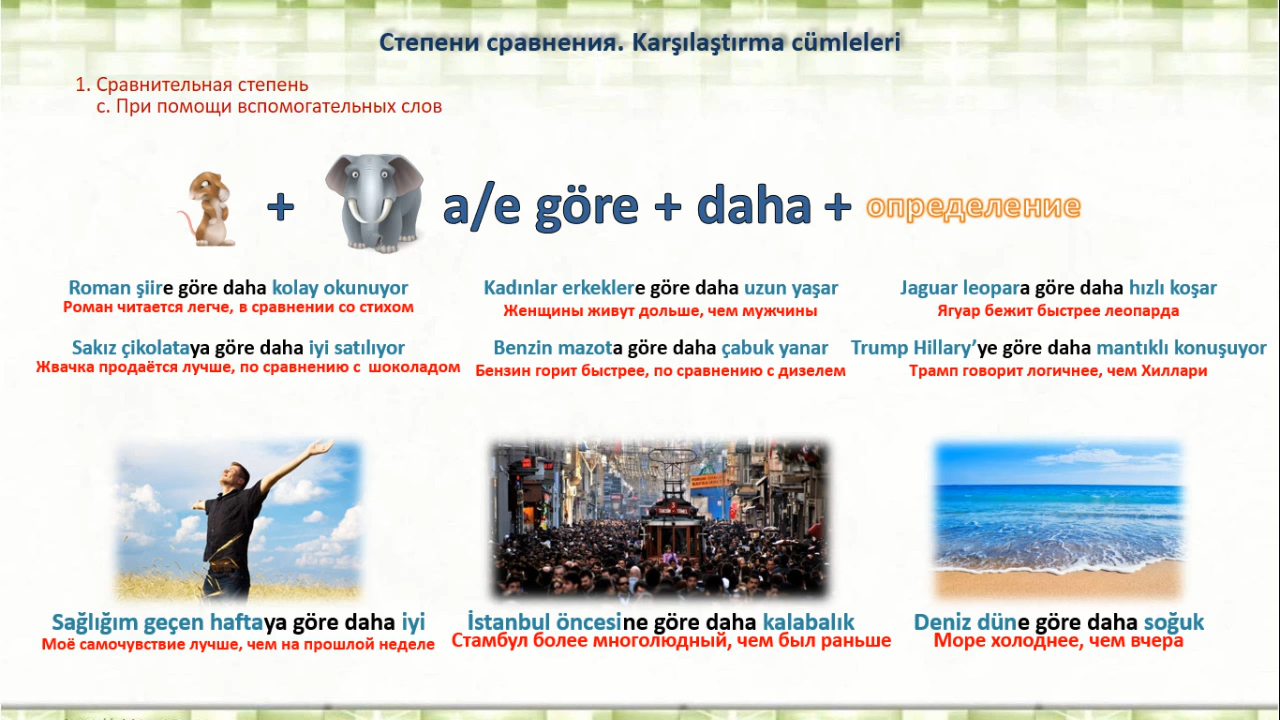 Степени сравнения. Karşılaştırma cümleleri
1. Сравнительная степень
с. При помощи вспомогательных слов
+ a/e göre + daha + определение
Roman şiire göre daha kolay okunuyor
Роман читается легче, в сравнении со стихом
Kadınlar erkeklere göre daha uzun yaşar
Женщины живут дольше, чем мужчины
Jaguar leopara göre daha hızlı koşar
Ягуар бежит быстрее леопарда
Sakız çikolataya göre daha iyi satılıyor
Жвачка продаётся лучше, по сравнению с шоколадом
Benzin mazota göre daha çabuk yanar
Бензин горит быстрее, по сравнению с дизелем
Trump Hillary’ye göre daha mantıklı konuşuyor
Трамп говорит логичнее, чем Хиллари
Sağlığım geçen haftaya göre daha iyi
Моё самочувствие лучше, чем на прошлой неделе
İstanbul öncesine göre daha kalabalık
Стамбул более многолюдный, чем был раньше
Deniz düne göre daha soğuk
Море холоднее, чем вчера